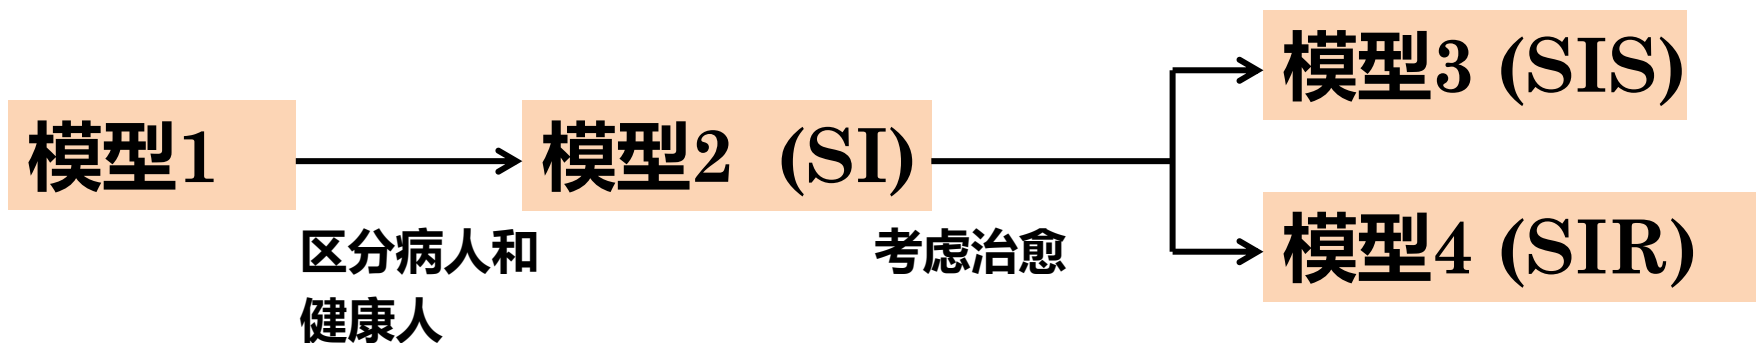 模型3 (SIS)
模型1
模型2 (SI)
模型4 (SIR)
区分病人和
健康人
考虑治愈